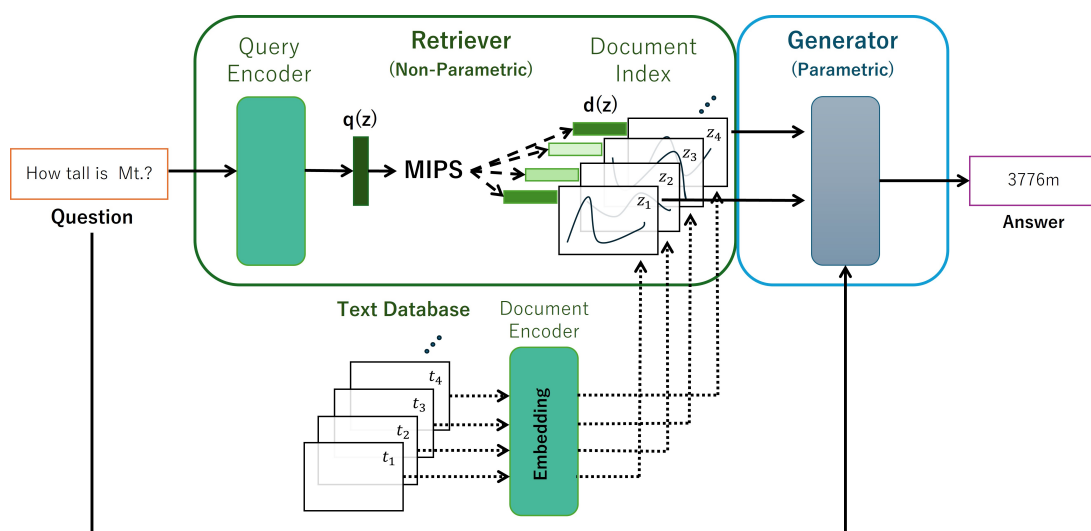 Query
Encoder
Retriever
(Non-Parametric)
Document
Index
Generator
(Parametric)
q(z)
d(z)
MIPS
z4
z3
z2
z1
How tall is Mt.?
Question
3776m
Answer
Text Database
Document
Encoder
t4
t3
t2
t1
Embedding